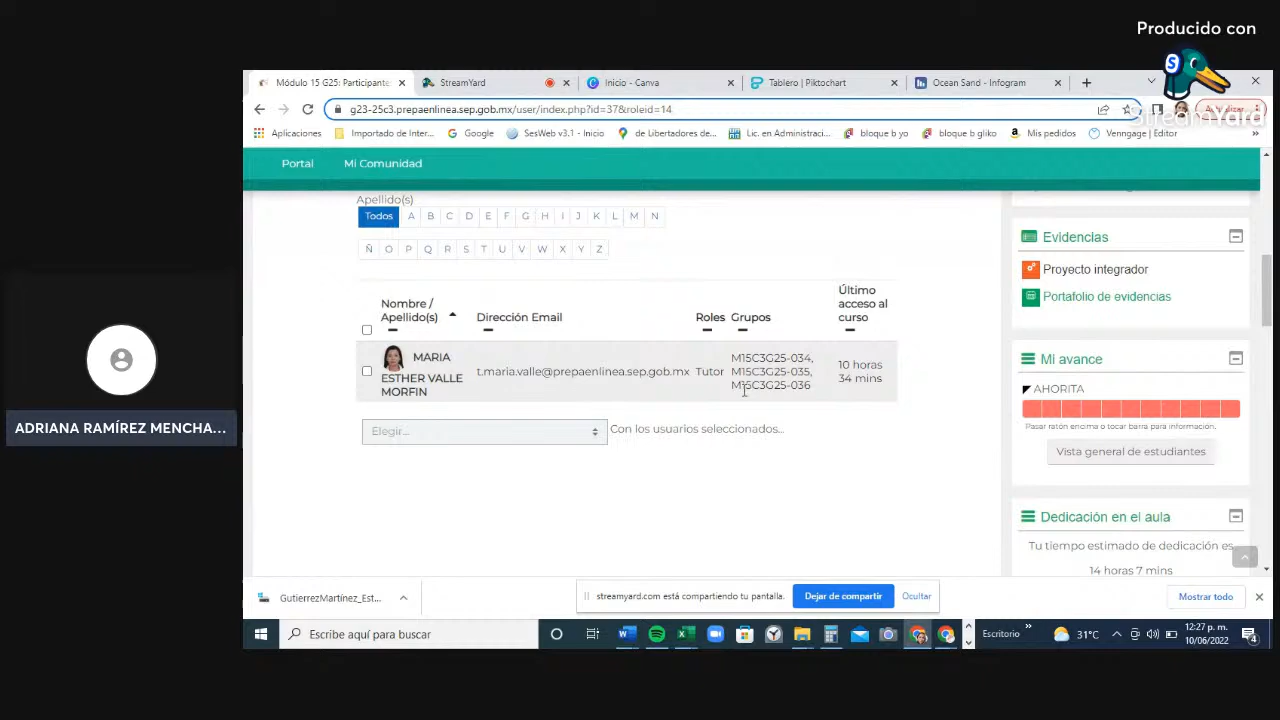 Producido con
StreamYard
Módulo 15 G25: Participante
StreamYard
Inicio - Canva
Tablero | Piktochart
Ocean Sand - Infogram
g23-25c3.prepaenlinea.sep.gob.mx/user/index.php?id=37&roleid=14
Actualizar
Aplicaciones
Importado de Inter...
Google
SesWeb v3.1 - Inicio
de Libertadores de...
Lic. en Administraci...
bloque b yo
bloque b gliko
Mis pedidos
Venngage | Editor
Portal
Mi Comunidad
Apellido(s)
Todos A B C D E F G H I J K L M N
Ñ O P Q R S T U V W X Y Z
Nombre /
Apellido(s)
Dirección Email
Roles
Grupos
Último
acceso al
curso
MARIA
ESTHER VALLE
MORFIN
t.maria.valle@prepaenlinea.sep.gob.mx
Tutor
M15C3G25-034,
M15C3G25-035,
M15C3G25-036
10 horas
34 mins
Elegir...
Con los usuarios seleccionados...
Evidencias
Proyecto integrador
Portafolio de evidencias
Mi avance
AHORITA
Pasar ratón encima o tocar barra para información.
Vista general de estudiantes
Dedicación en el aula
Tu tiempo estimado de dedicación es
14 horas 7 mins
ADRIANA RAMÍREZ MENCHA...
GutierrezMartínez_Est...
streamyard.com está compartiendo tu pantalla.
Dejar de compartir
Ocultar
Mostrar todo
Escribe aquí para buscar
Escritorio
31°C
12:27 p. m.
10/06/2022
4